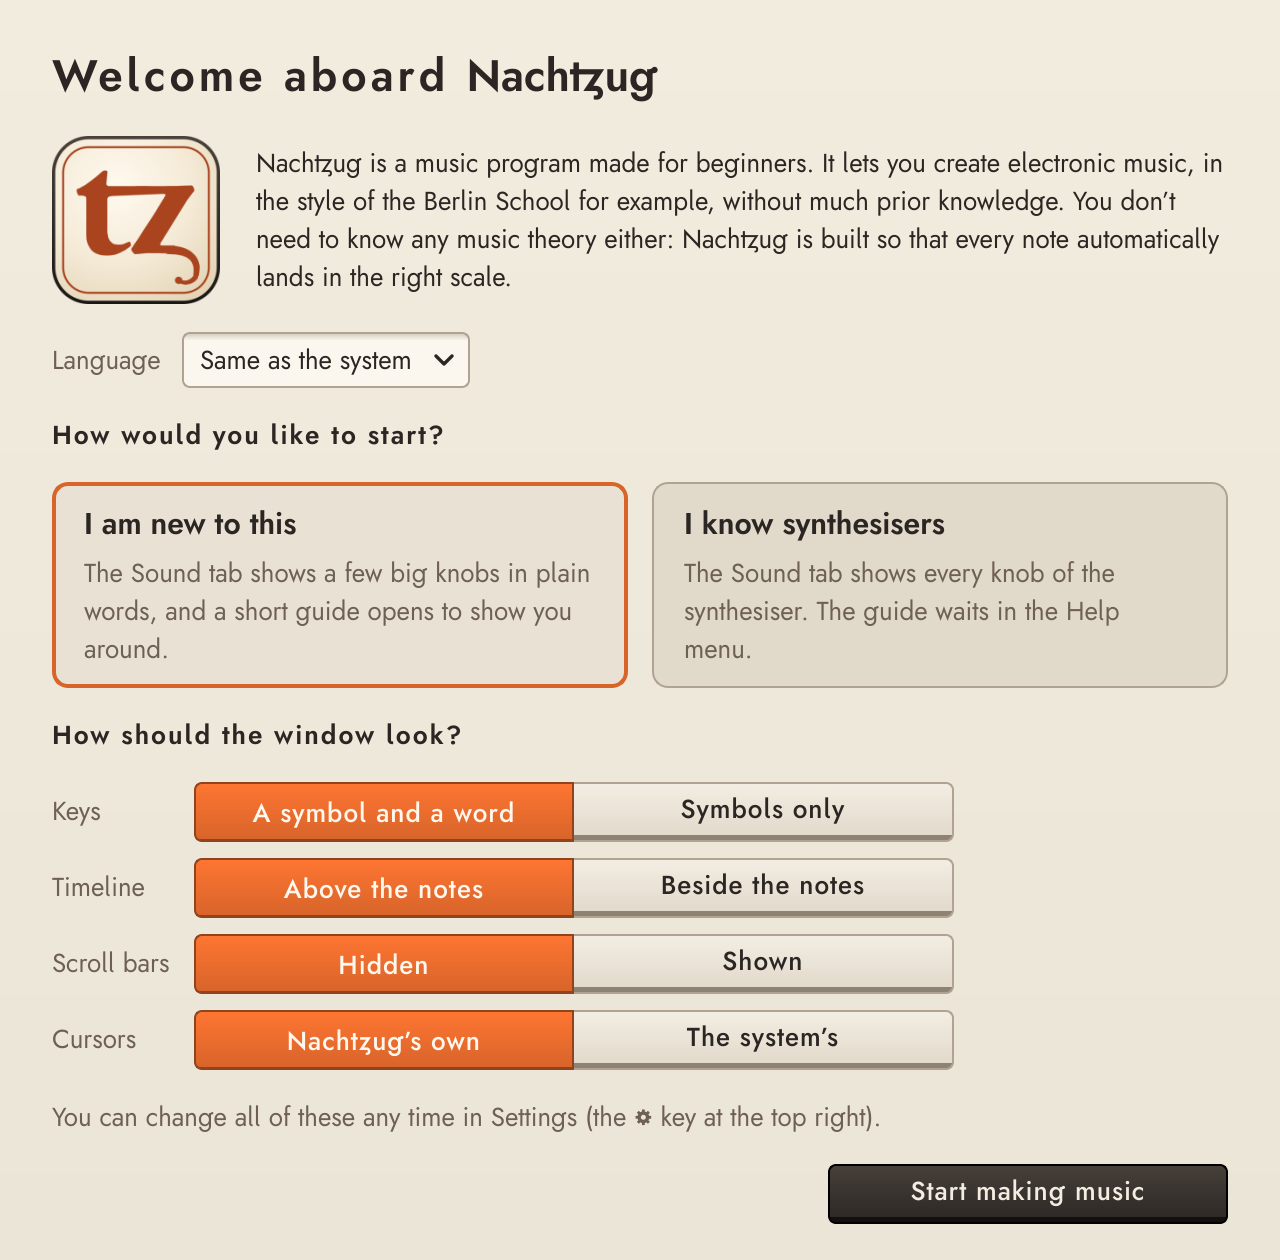 Welcome aboard Nachtzug
tz
Nachtzug is a music program made for beginners. It lets you create electronic music, in
the style of the Berlin School for example, without much prior knowledge. You don’t
need to know any music theory either: Nachtzug is built so that every note automatically
lands in the right scale.
Language
Same as the system
How would you like to start?
I am new to this
The Sound tab shows a few big knobs in plain
words, and a short guide opens to show you
around.
I know synthesisers
The Sound tab shows every knob of the
synthesiser. The guide waits in the Help
menu.
How should the window look?
Keys
A symbol and a word
Symbols only
Timeline
Above the notes
Beside the notes
Scroll bars
Hidden
Shown
Cursors
Nachtzug’s own
The system’s
You can change all of these any time in Settings (the ⚙ key at the top right).
Start making music